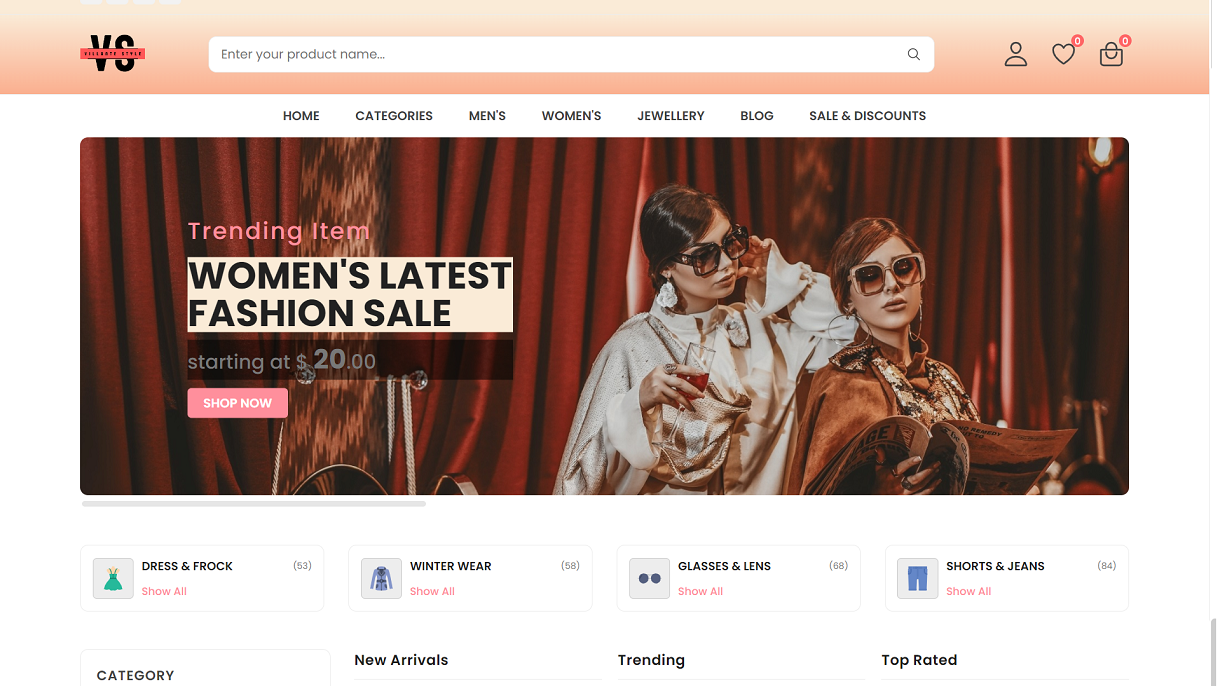 VS
VILLGATE STYLE
Enter your product name...
0
0
HOME CATEGORIES MEN'S WOMEN'S JEWELLERY BLOG SALE & DISCOUNTS
Trending Item
WOMEN'S LATEST
FASHION SALE
starting at $ 20.00
SHOP NOW
DRESS & FROCK (53)
Show All
WINTER WEAR (58)
Show All
GLASSES & LENS (68)
Show All
SHORTS & JEANS (84)
Show All
CATEGORY
New Arrivals
Trending
Top Rated